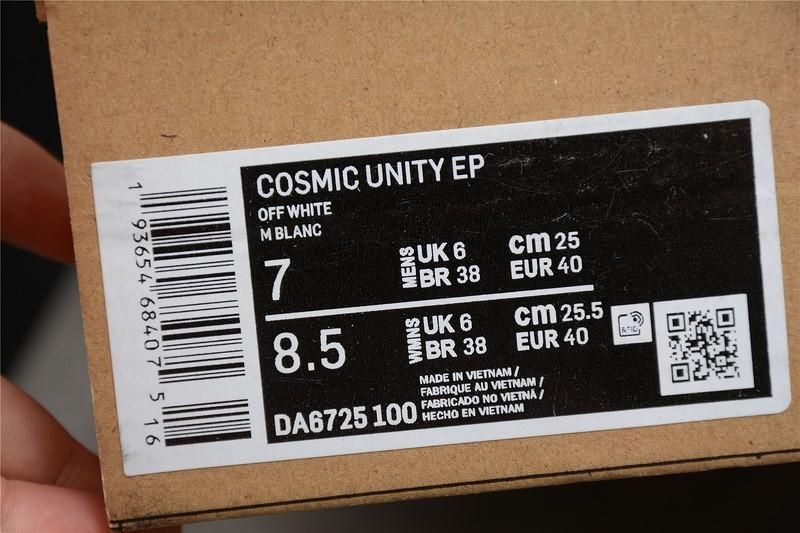 COSMIC UNITY EP
OFF WHITE
M BLANC
7 MENS UK 6 cm 25
BR 38 EUR 40
8.5 WMNS UK 6 cm 25.5
BR 38 EUR 40
RFID
MADE IN VIETNAM /
FABRIQUE AU VIETNAM /
FABRICADO NO VIETNÃ /
HECHO EN VIETNAM
DA6725 100
1 93654 68407 5 16